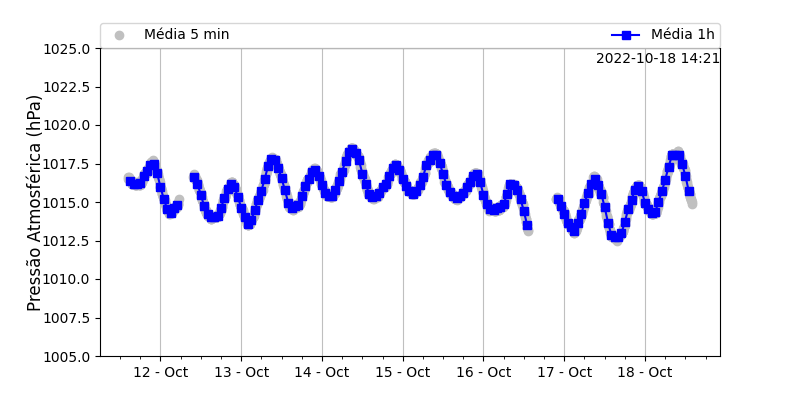 Média 5 min
Média 1h
2022-10-18 14:21
Pressão Atmosférica (hPa)
1025.0
1022.5
1020.0
1017.5
1015.0
1012.5
1010.0
1007.5
1005.0
12 - Oct
13 - Oct
14 - Oct
15 - Oct
16 - Oct
17 - Oct
18 - Oct